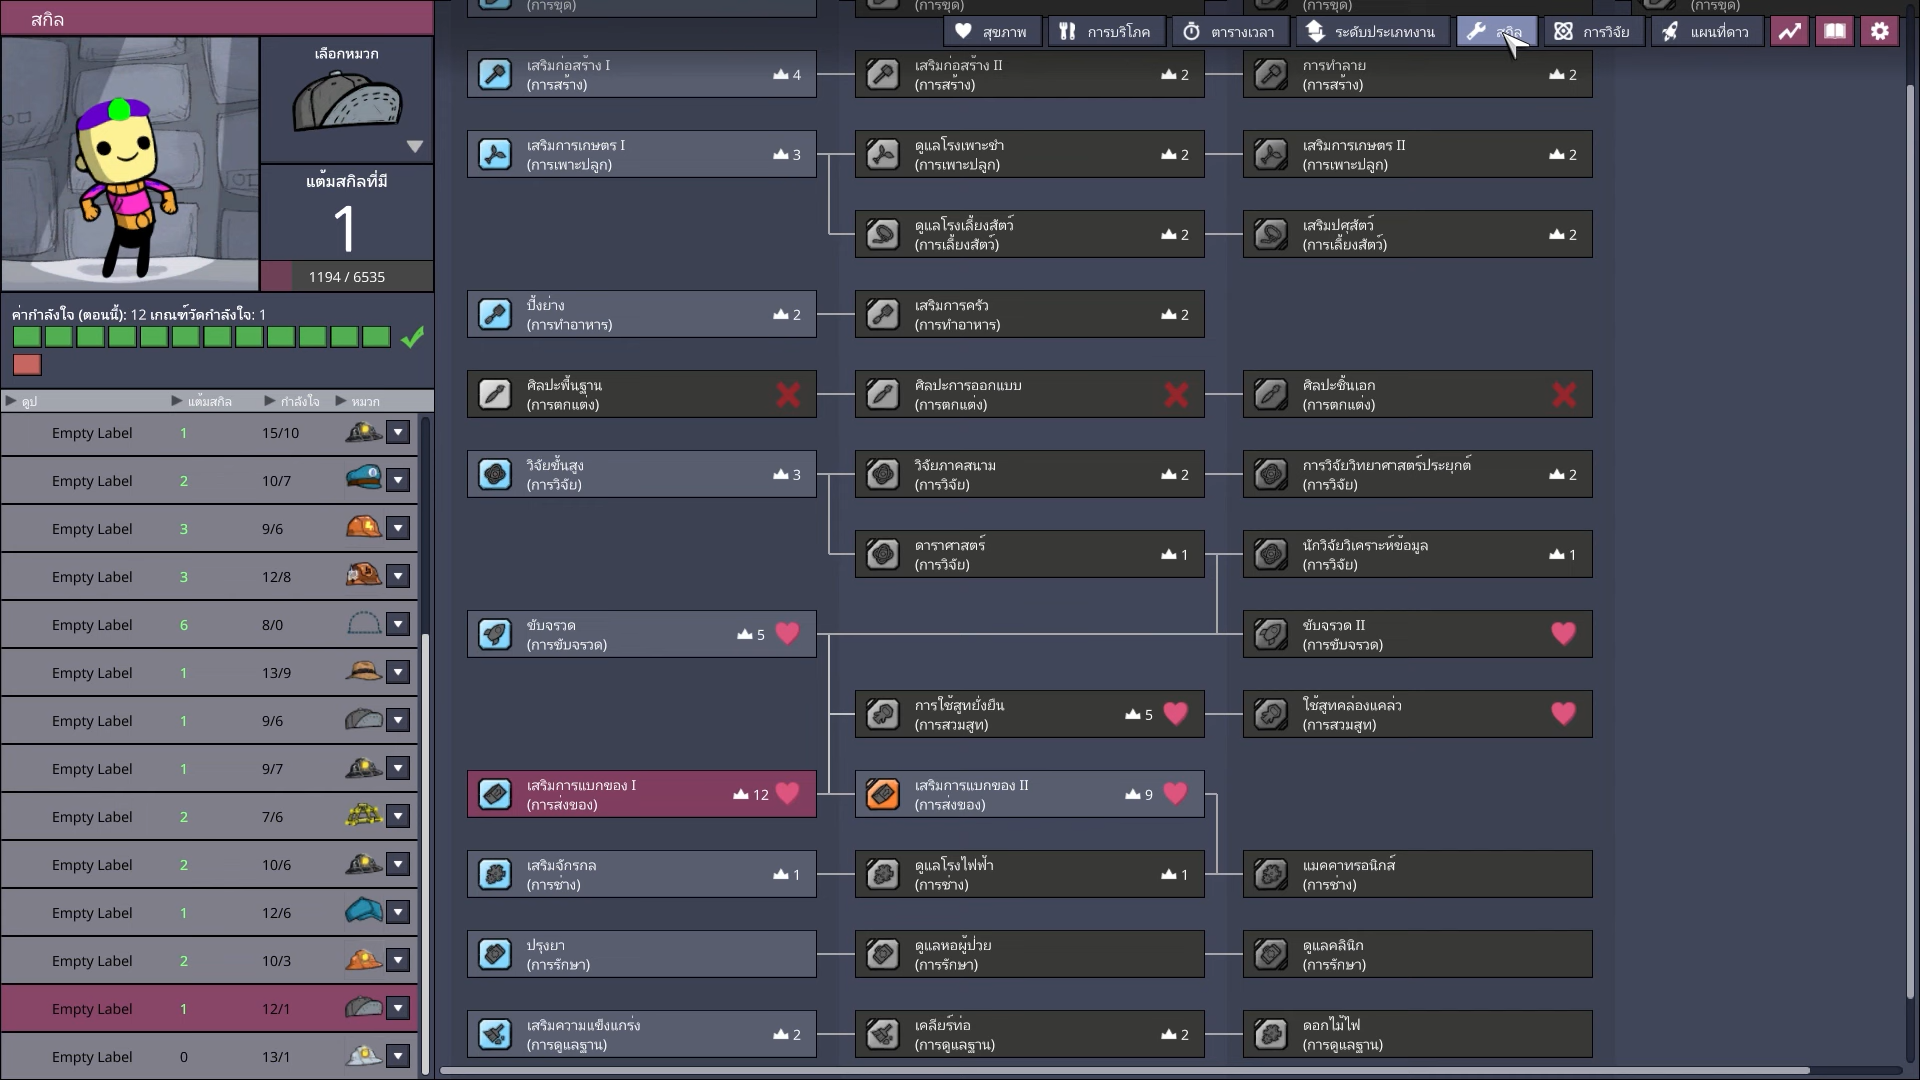 สกิล
เลือกหมวก
แต้มสกิลที่มี
1
1194 / 6535
ค่ากำลังใจ (ตอนนี้): 12 เกณฑ์วัดกำลังใจ: 1
ดูป แต้มสกิล กำลังใจ หมวก
Empty Label 1 15/10
Empty Label 2 10/7
Empty Label 3 9/6
Empty Label 3 12/8
Empty Label 6 8/0
Empty Label 1 13/9
Empty Label 1 9/6
Empty Label 1 9/7
Empty Label 2 7/6
Empty Label 2 10/6
Empty Label 1 12/6
Empty Label 2 10/3
Empty Label 1 12/1
Empty Label 0 13/1
(การขุด) (การขุด) (การขุด) (การขุด)
สุขภาพ การบริโภค ตารางเวลา ระดับประเภทงาน สกิล การวิจัย แผนที่ดาว
เสริมก่อสร้าง I
(การสร้าง)
4
เสริมก่อสร้าง II
(การสร้าง)
2
การทำลาย
(การสร้าง)
2
เสริมการเกษตร I
(การเพาะปลูก)
3
ดูแลโรงเพาะชำ
(การเพาะปลูก)
2
เสริมการเกษตร II
(การเพาะปลูก)
2
ดูแลโรงเลี้ยงสัตว์
(การเลี้ยงสัตว์)
2
เสริมปศุสัตว์
(การเลี้ยงสัตว์)
2
ปิ้งย่าง
(การทำอาหาร)
2
เสริมการครัว
(การทำอาหาร)
2
ศิลปะพื้นฐาน
(การตกแต่ง)
ศิลปะการออกแบบ
(การตกแต่ง)
ศิลปะชิ้นเอก
(การตกแต่ง)
วิจัยขั้นสูง
(การวิจัย)
3
วิจัยภาคสนาม
(การวิจัย)
2
การวิจัยวิทยาศาสตร์ประยุกต์
(การวิจัย)
2
ดาราศาสตร์
(การวิจัย)
1
นักวิจัยวิเคราะห์ข้อมูล
(การวิจัย)
1
ขับจรวด
(การขับจรวด)
5
ขับจรวด II
(การขับจรวด)
การใช้สูทยั่งยืน
(การสวมสูท)
5
ใช้สูทคล่องแคล่ว
(การสวมสูท)
เสริมการแบกของ I
(การส่งของ)
12
เสริมการแบกของ II
(การส่งของ)
9
เสริมจักรกล
(การช่าง)
1
ดูแลโรงไฟฟ้า
(การช่าง)
1
แมคคาทรอนิกส์
(การช่าง)
ปรุงยา
(การรักษา)
ดูแลหอผู้ป่วย
(การรักษา)
ดูแลคลินิก
(การรักษา)
เสริมความแข็งแกร่ง
(การดูแลฐาน)
2
เคลียร์ท่อ
(การดูแลฐาน)
2
ดอกไม้ไฟ
(การดูแลฐาน)